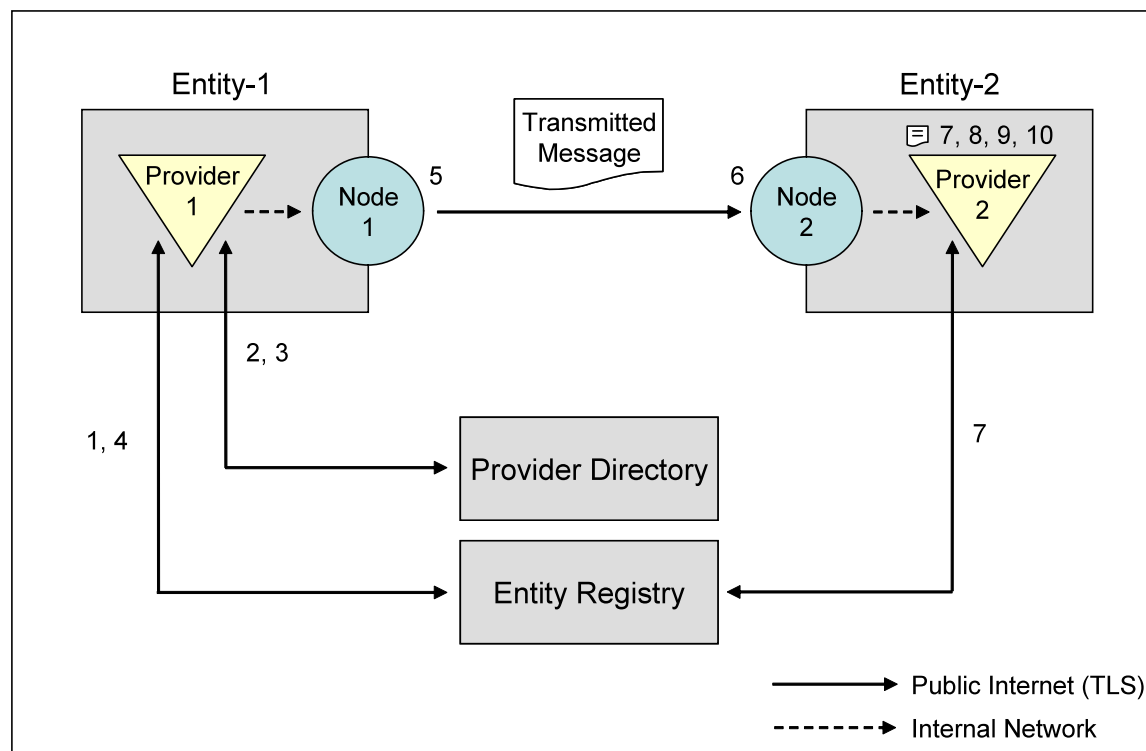 Entity-1
Entity-2
Transmitted
Message
7, 8, 9, 10
Provider
1
Node
1
5
6
Node
2
Provider
2
2, 3
1, 4
7
Provider Directory
Entity Registry
Public Internet (TLS)
Internal Network